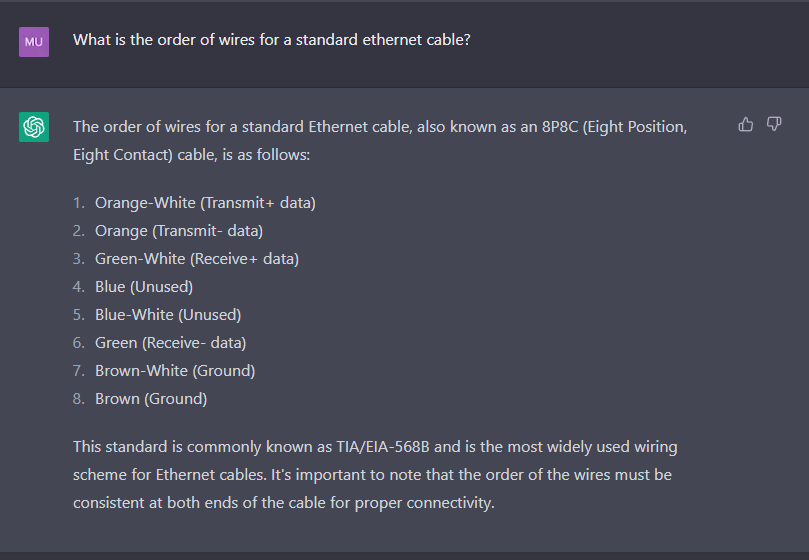 MU
What is the order of wires for a standard ethernet cable?
The order of wires for a standard Ethernet cable, also known as an 8P8C (Eight Position,
Eight Contact) cable, is as follows:
1. Orange-White (Transmit+ data)
2. Orange (Transmit- data)
3. Green-White (Receive+ data)
4. Blue (Unused)
5. Blue-White (Unused)
6. Green (Receive- data)
7. Brown-White (Ground)
8. Brown (Ground)
This standard is commonly known as TIA/EIA-568B and is the most widely used wiring
scheme for Ethernet cables. It's important to note that the order of the wires must be
consistent at both ends of the cable for proper connectivity.